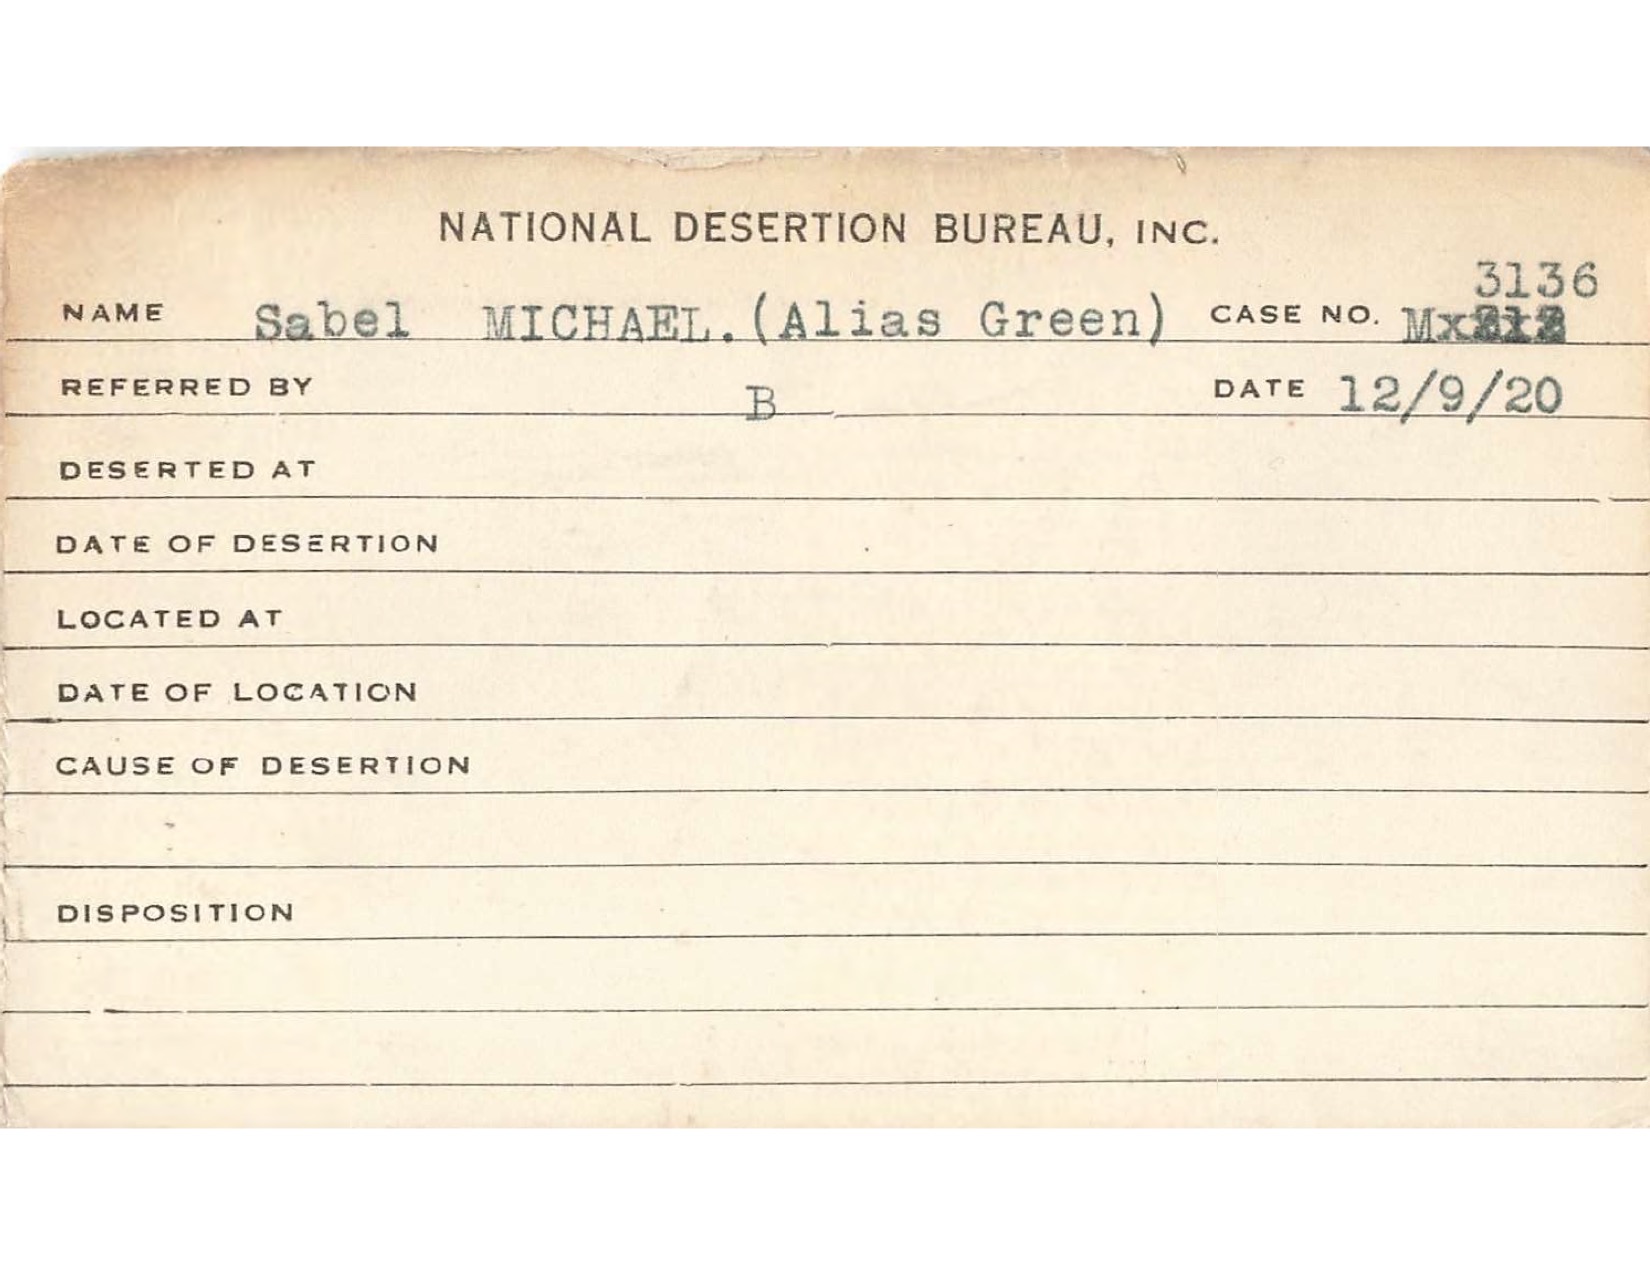 NATIONAL DESERTION BUREAU, INC.
3136
NAME Sabel MICHAEL.(Alias Green) CASE NO.
REFERRED BY B DATE 12/9/20
DESERTED AT
DATE OF DESERTION
LOCATED AT
DATE OF LOCATION
CAUSE OF DESERTION
DISPOSITION